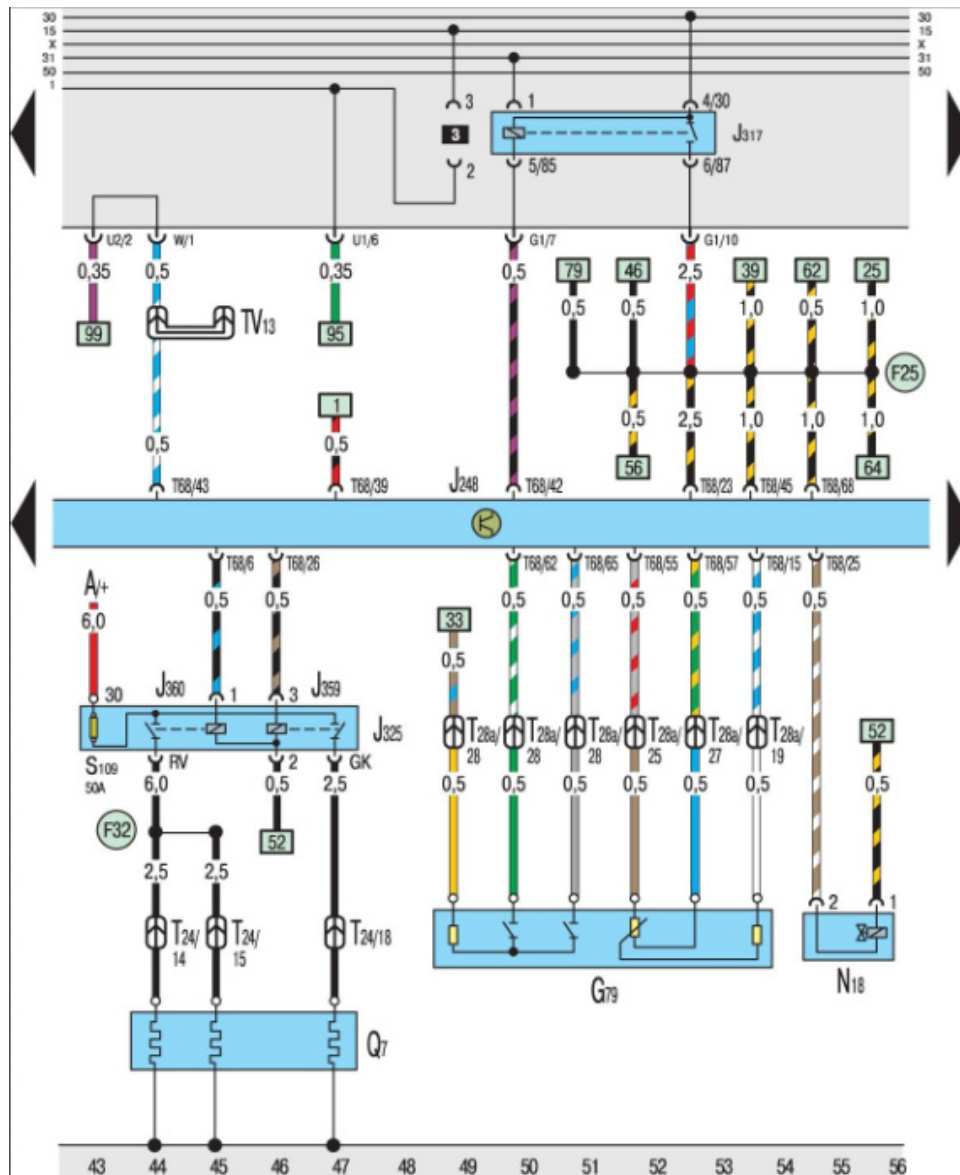 30 30
15 15
X X
31 31
50 50
1
3 1 4/30
3 J317
2 5/85 6/87
U2/2 W/1 U1/6 G1/7 G1/10
0,35 0,5 0,35 0,5 2,5 79 46 39 62 25
0,5 0,5 1,0 0,5 1,0
99 TV13 95
F25
1
0,5 0,5 0,5 2,5 1,0 1,0 1,0
56 64
T68/43 T68/39 J248 T68/42 T68/23 T68/45 T68/68
T68/6 T68/26 T68/62 T68/65 T68/55 T68/57 T68/15 T68/25
A/+
6,0 0,5 0,5 33 0,5 0,5 0,5 0,5 0,5 0,5
0,5
30 J360 1 3 J359
J325
T28a/ T28a/ T28a/ T28a/ T28a/ T28a/
28 28 28 25 27 19
52
S109 RV 2 GK
50A 6,0 0,5 2,5 0,5 0,5 0,5 0,5 0,5 0,5 0,5
F32 52
2,5 2,5
2 1
T24/ T24/ T24/18
14 15
G79 N18
Q7
43 44 45 46 47 48 49 50 51 52 53 54 55 56